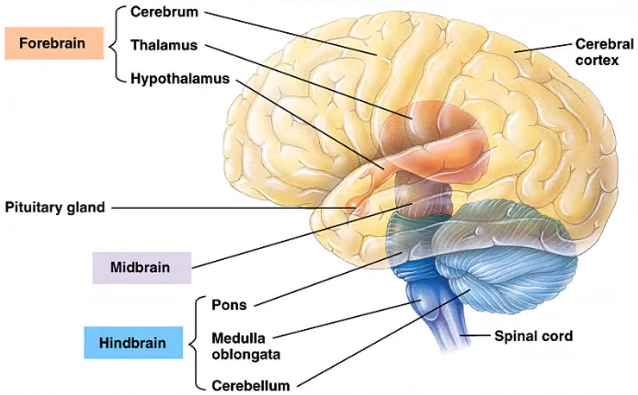 Cerebrum
Forebrain
Thalamus
Hypothalamus
Cerebral
cortex
Pituitary gland
Midbrain
Pons
Hindbrain
Medulla
oblongata
Cerebellum
Spinal cord